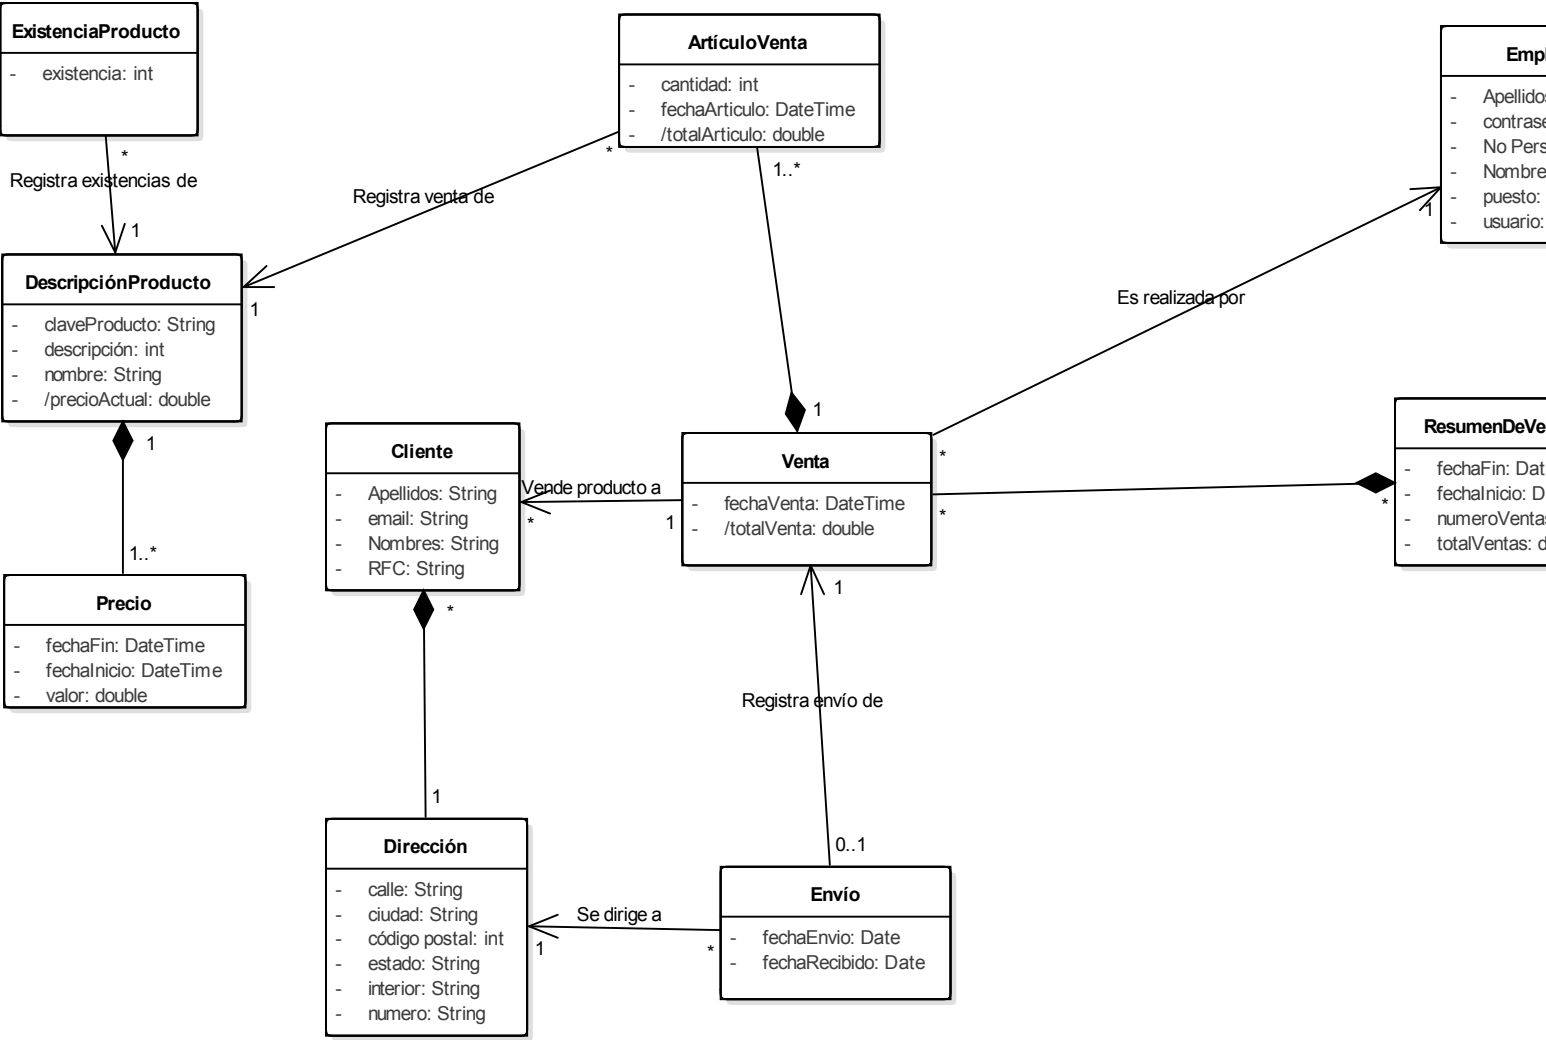 ExistenciaProducto
- existencia: int
*
Registra existencias de
1
ArtículoVenta
- cantidad: int
- fechaArticulo: DateTime
- /totalArticulo: double
*
1..*
Registra venta de
1
DescripciónProducto
- claveProducto: String
- descripción: int
- nombre: String
- /precioActual: double
1
1..*
Precio
- fechaFin: DateTime
- fechaInicio: DateTime
- valor: double
Cliente
- Apellidos: String
- email: String
- Nombres: String
- RFC: String
*
1
Vende producto a
*
1
1
Venta
- fechaVenta: DateTime
- /totalVenta: double
*
*
1
Es realizada por
1
Emp
- Apellidos
- contrase
- No Pers
- Nombre
- puesto:
- usuario:
ResumenDeVe
- fechaFin: Dat
- fechaInicio: D
- numeroVentas
- totalVentas: d
*
Registra envío de
0..1
Dirección
- calle: String
- ciudad: String
- código postal: int
- estado: String
- interior: String
- numero: String
Se dirige a
1
*
Envío
- fechaEnvio: Date
- fechaRecibido: Date